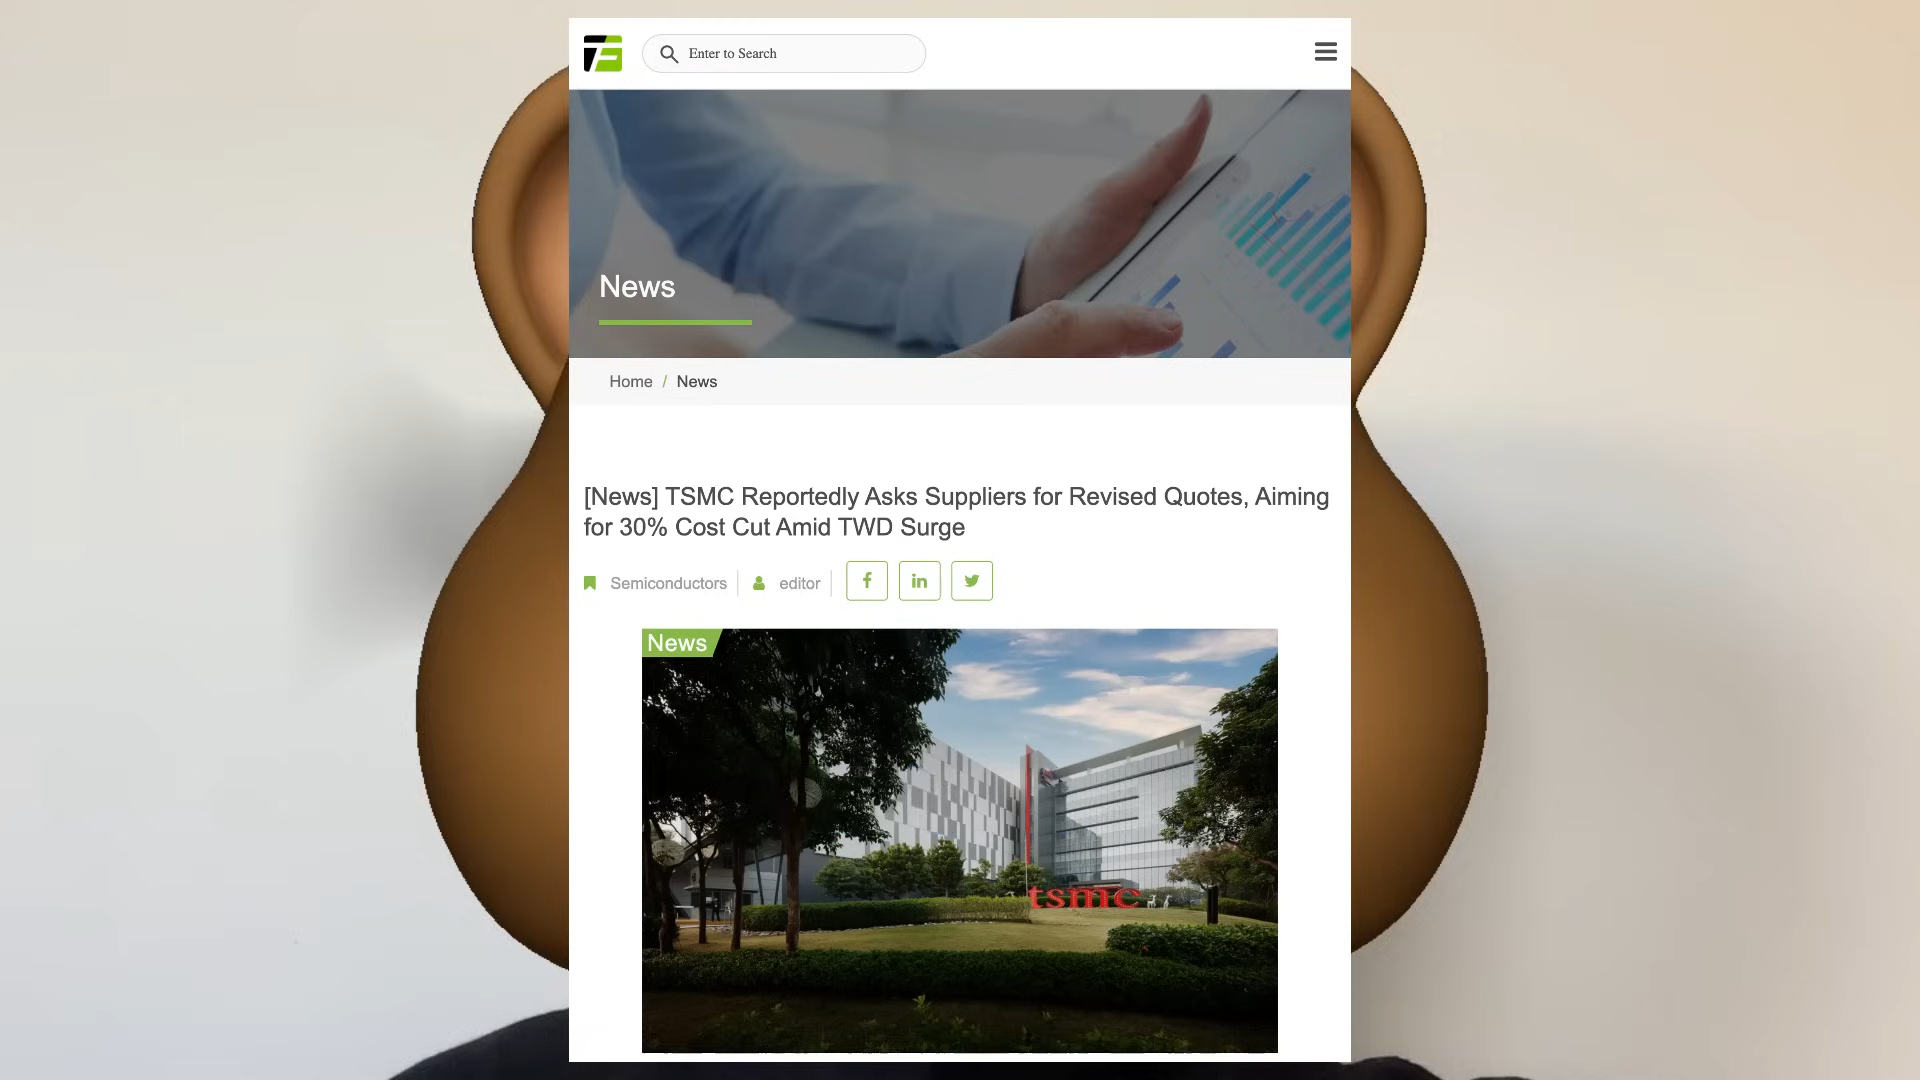 Enter to Search
News
Home / News
[News] TSMC Reportedly Asks Suppliers for Revised Quotes, Aiming
for 30% Cost Cut Amid TWD Surge
Semiconductors editor
News
tsmc